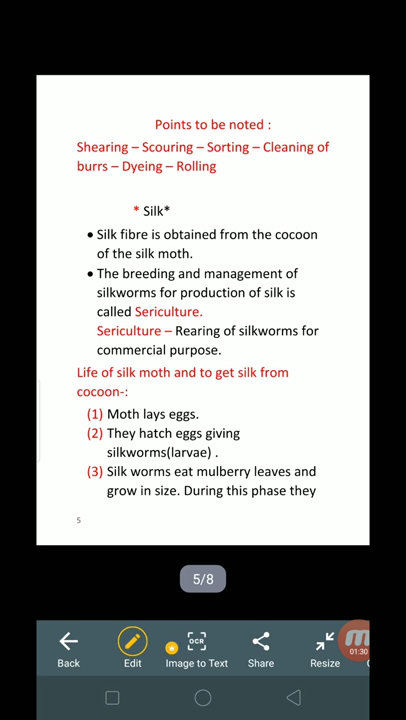 Points to be noted :
Shearing – Scouring – Sorting – Cleaning of
burrs – Dyeing – Rolling
* Silk*
• Silk fibre is obtained from the cocoon
of the silk moth.
• The breeding and management of
silkworms for production of silk is
called Sericulture.
Sericulture – Rearing of silkworms for
commercial purpose.
Life of silk moth and to get silk from
cocoon-:
(1) Moth lays eggs.
(2) They hatch eggs giving
silkworms(larvae) .
(3) Silk worms eat mulberry leaves and
grow in size. During this phase they
5
5/8
OCR
01:30
Back Edit Image to Text Share Resize